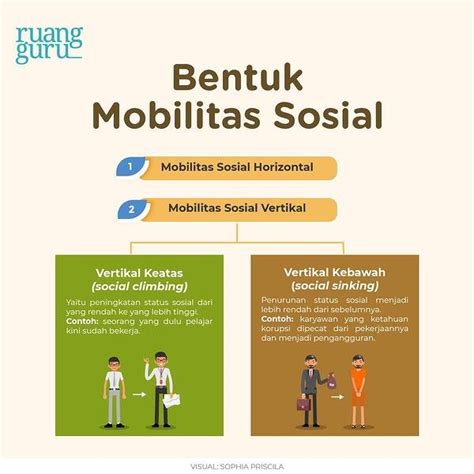 ruang
guru
Bentuk
Mobilitas Sosial
1 Mobilitas Sosial Horizontal
2 Mobilitas Sosial Vertikal
Vertikal Keatas
(social climbing)
Yaitu peningkatan status sosial dari
yang rendah ke yang lebih tinggi.
Contoh: seorang yang dulu pelajar
kini sudah bekerja.
Vertikal Kebawah
(social sinking)
Penurunan status sosial menjadi
lebih rendah dari sebelumnya.
Contoh: karyawan yang ketahuan
korupsi dipecat dari pekerjaannya
dan menjadi pengangguran.
VISUAL: SOPHIA PRISCILA